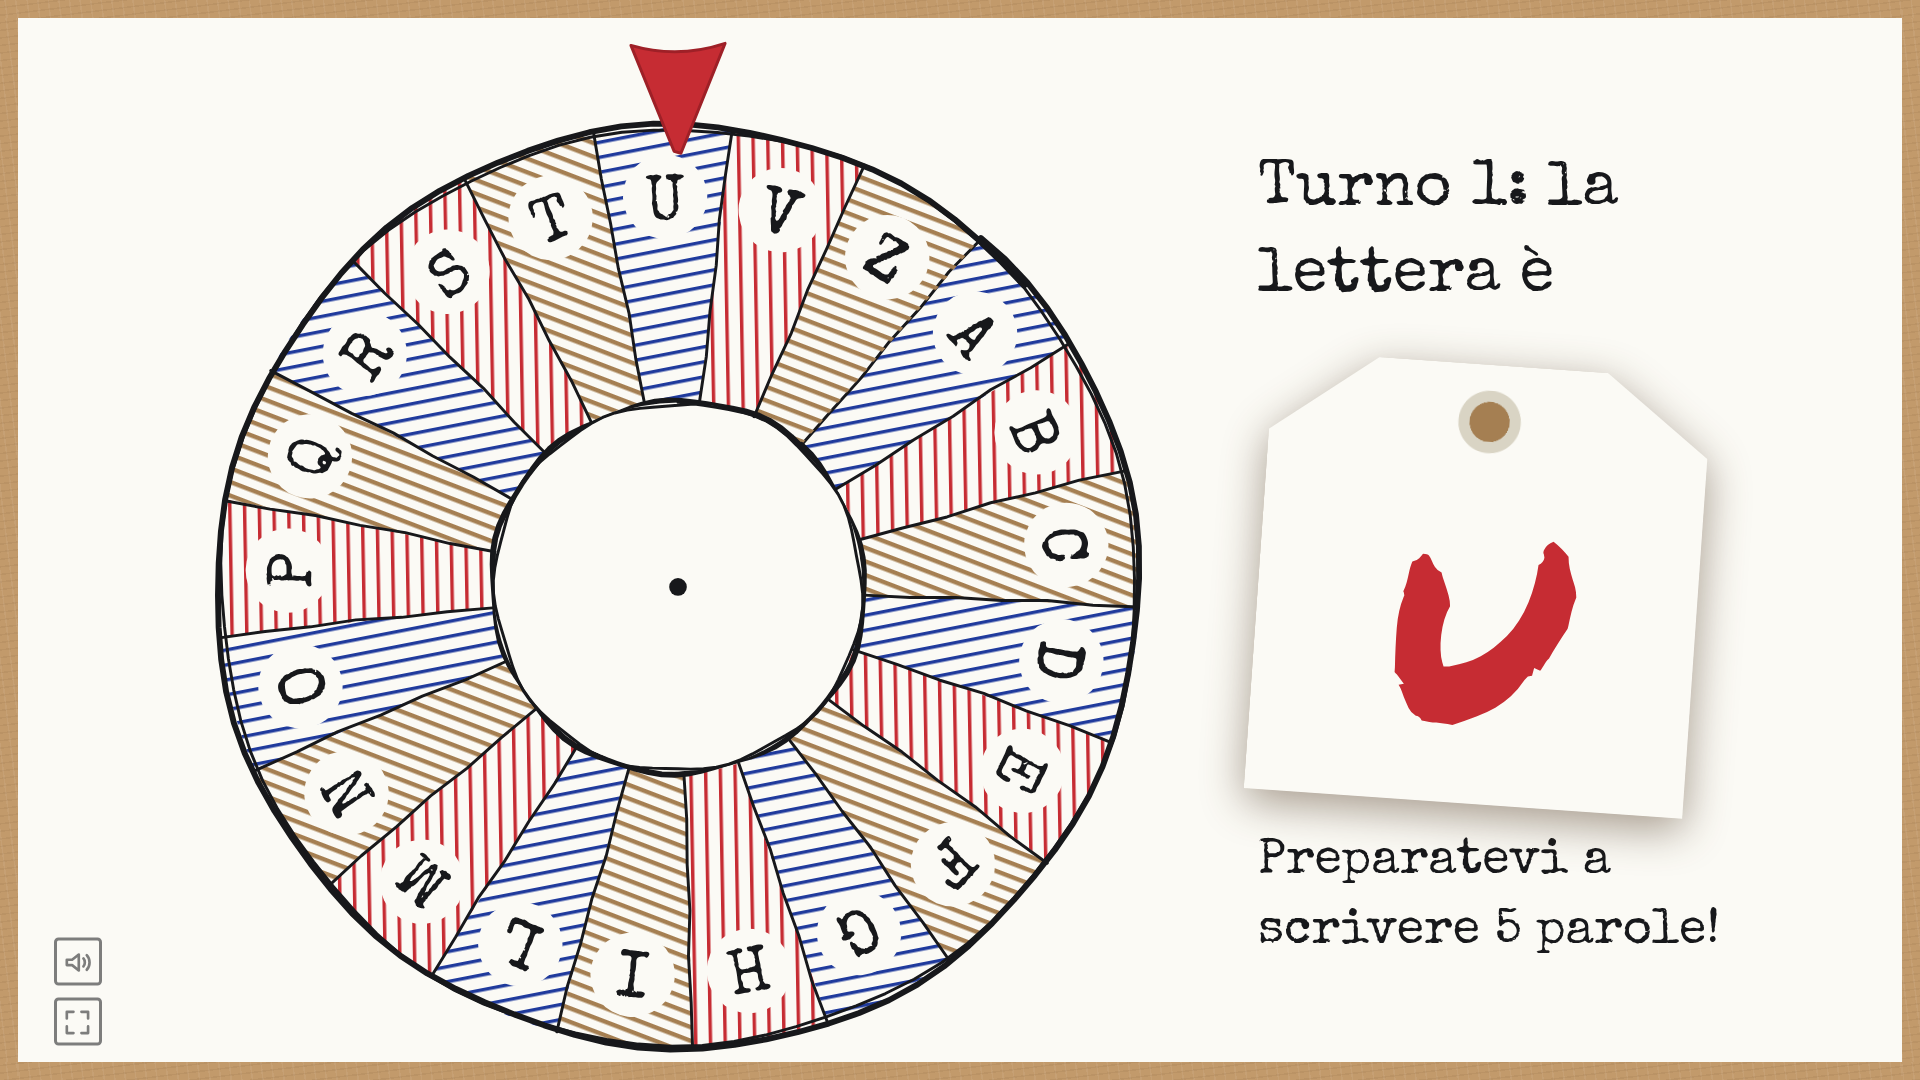 Turno 1: la
lettera è
U
Preparatevi a
scrivere 5 parole!
U
V
Z
A
B
C
D
E
F
G
H
I
L
M
N
O
P
Q
R
S
T